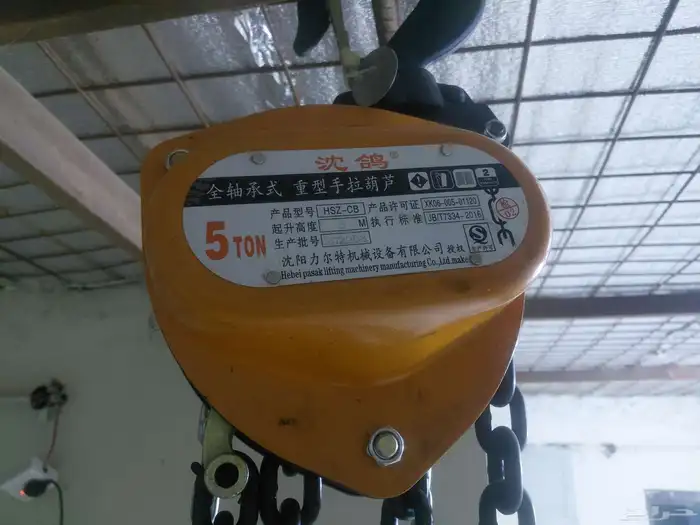 沈鸽
全轴承式 重型手拉葫芦
产品型号 HSZ-CB 产品许可证 XK06-005-01120
起升高度 M 执行标准 JB/T7334-2016
生产批号
5 TON
沈阳力尔特机械设备有限公司 授权
Hebei pasak lifting machinery manufacturing Co.,Ltd.make
2
حراج